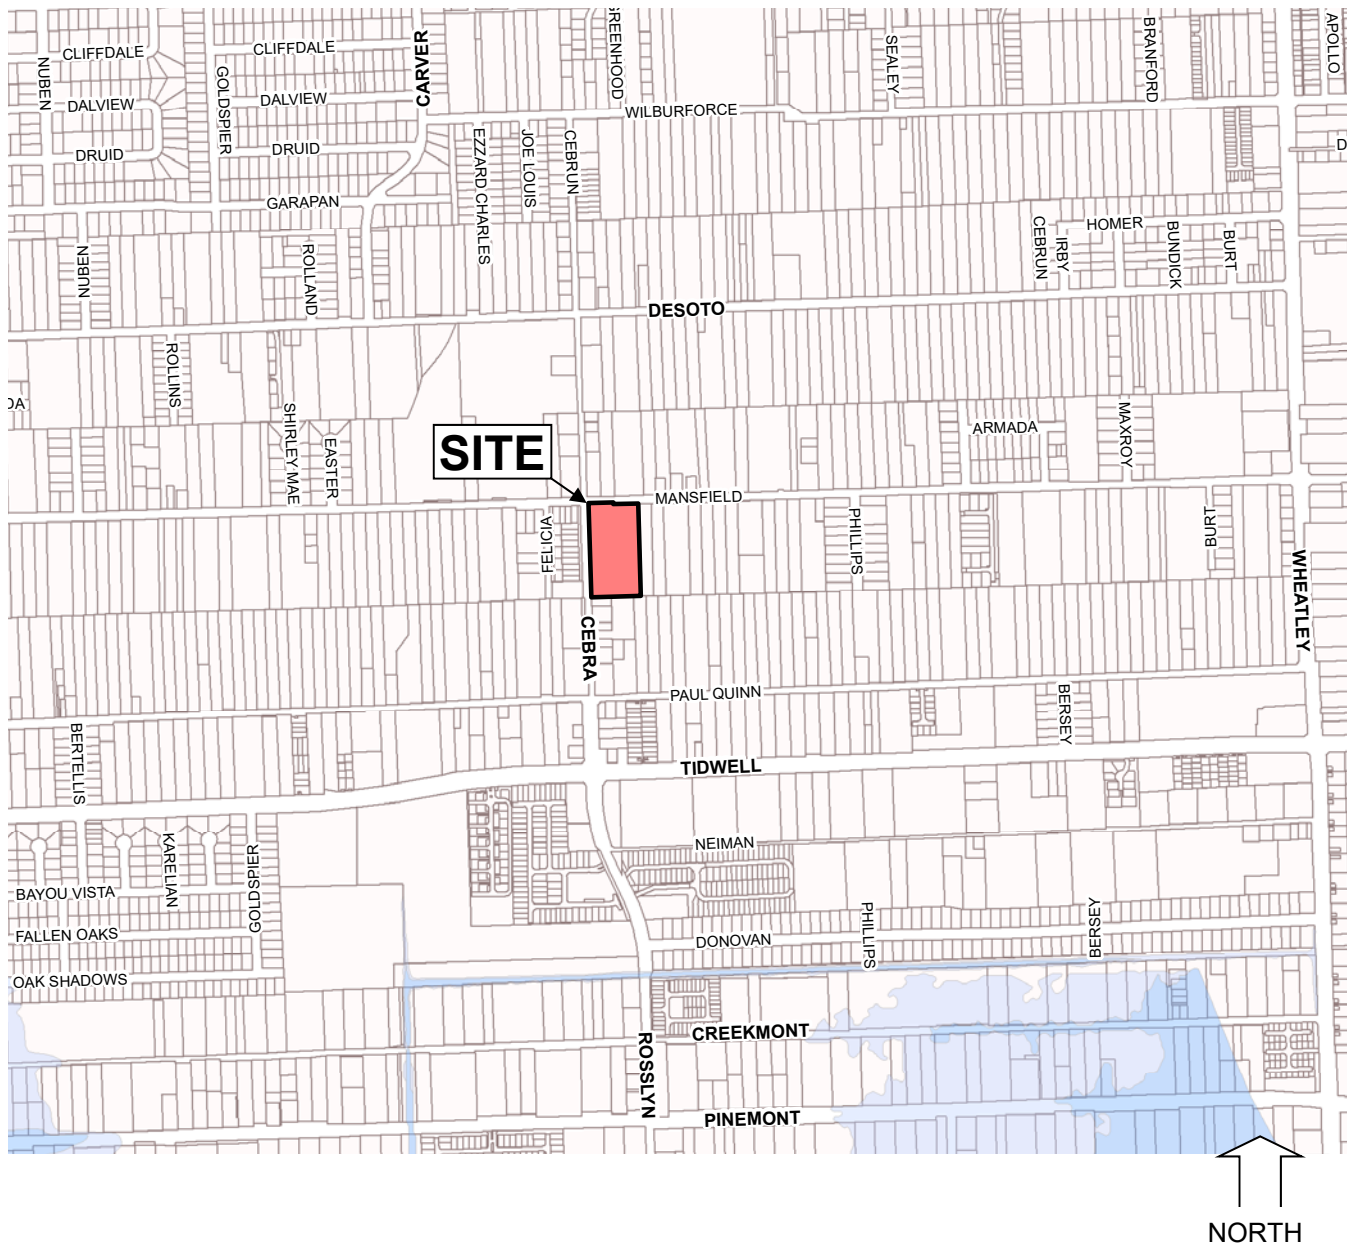 CLIFFDALE
CLIFFDALE
CARVER
GREENHOOD
SEALEY
BRANFORD
APOLLO
NUBEN
GOLDSPIER
DALVIEW
DALVIEW
WILBURFORCE
DRUID
DRUID
EZZARD CHARLES
JOE LOUIS
CEBRUN
D
GARAPAN
NUBEN
ROLLAND
CEBRUN
IRBY
HOMER
BUNDICK
BURT
DESOTO
ROLLINS
DA
SHIRLEY MAE
EASTER
SITE
ARMADA
MAXROY
MANSFIELD
FELICIA
PHILLIPS
BURT
WHEATLEY
CEBRA
PAUL QUINN
BERSEY
BERTELLIS
TIDWELL
KARELIAN
GOLDSPIER
NEIMAN
BAYOU VISTA
FALLEN OAKS
DONOVAN
PHILLIPS
BERSEY
OAK SHADOWS
CREEKMONT
ROSSLYN
PINEMONT
NORTH